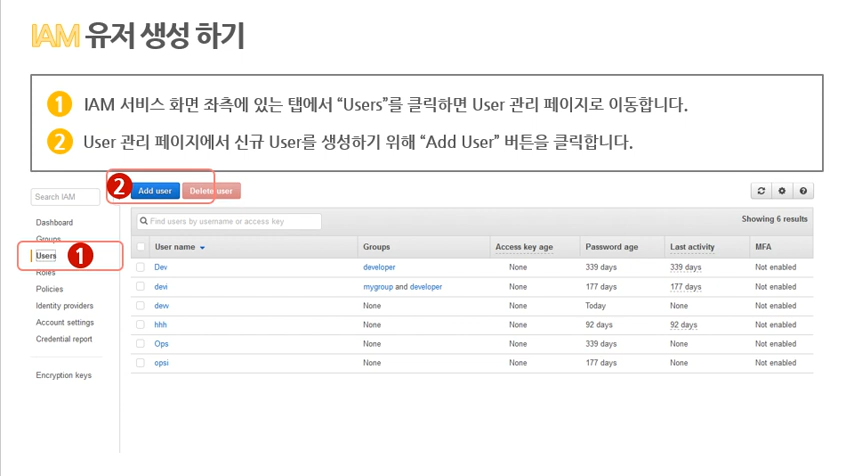 IAM 유저 생성 하기
1 IAM 서비스 화면 좌측에 있는 탭에서 “Users”를 클릭하면 User 관리 페이지로 이동합니다.
2 User 관리 페이지에서 신규 User를 생성하기 위해 “Add User” 버튼을 클릭합니다.
Search IAM
Dashboard
Groups
Users 1
Roles
Policies
Identity providers
Account settings
Credential report
Encryption keys
2 Add user Delete user
Find users by username or access key Showing 6 results
User name Groups Access key age Password age Last activity MFA
Dev developer None 339 days 339 days Not enabled
devi mygroup and developer None 177 days 177 days Not enabled
devv None None Today None Not enabled
hhh None None 92 days 92 days Not enabled
Ops None None 339 days None Not enabled
opsi None None 177 days None Not enabled